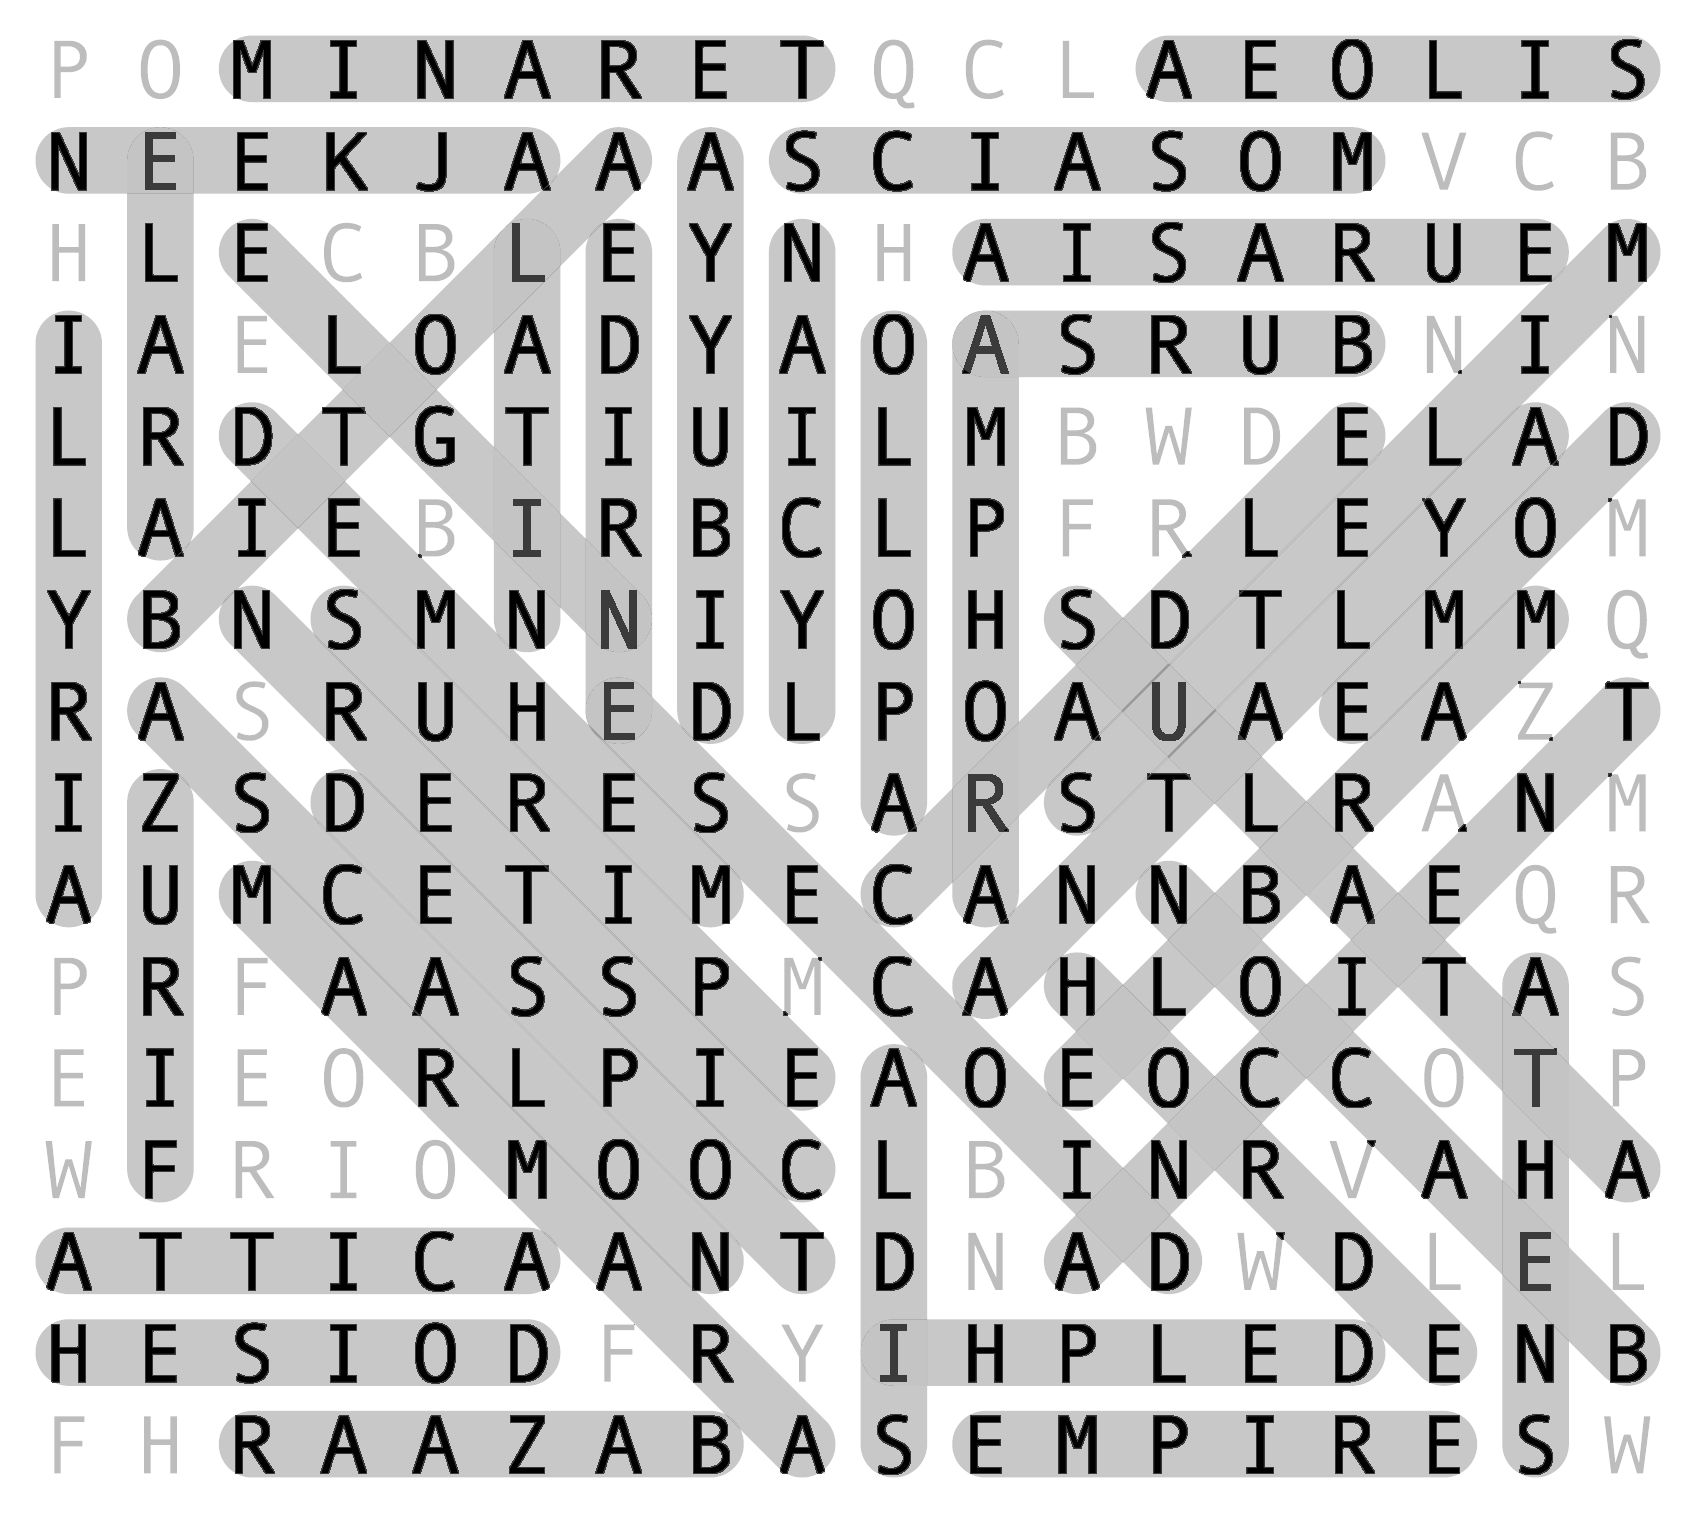 P O M I N A R E T Q C L A E O L I S
N E E K J A A A S C I A S O M V C B
H L E C B L E Y N H A I S A R U E M
I A E L O A D Y A O A S R U B N I N
L R D T G T I U I L M B W D E L A D
L A I E B I R B C L P F R L E Y O M
Y B N S M N N I Y O H S D T L M M Q
R A S R U H E D L P O A U A E A Z T
I Z S D E R E S S A R S T L R A N M
A U M C E T I M E C A N N B A E Q R
P R F A A S S P M C A H L O I T A S
E I E O R L P I E A O E O C C O T P
W F R I O M O O C L B I N R V A H A
A T T I C A A N T D N A D W D L E L
H E S I O D F R Y I H P L E D E N B
F H R A A Z A B A S E M P I R E S W